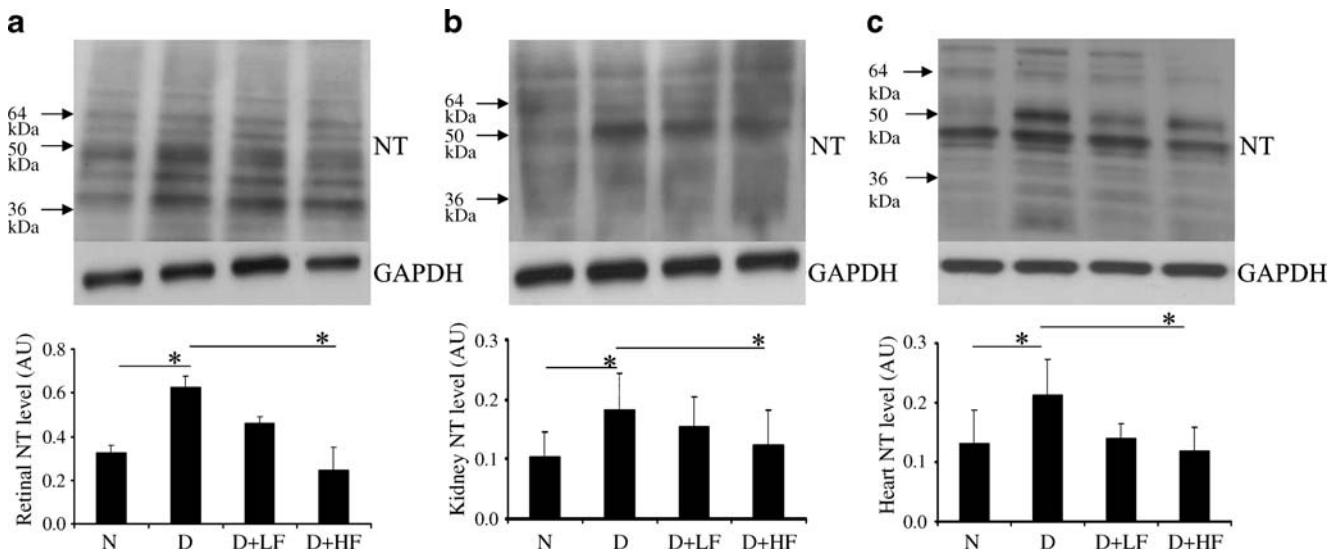 a
64
kDa
50
kDa
36
kDa
NT
GAPDH
Retinal NT level (AU)
0.8
0.6
0.4
0.2
0.0
N D D+LF D+HF
*
*
b
64
kDa
50
kDa
36
kDa
NT
GAPDH
Kidney NT level (AU)
0.3
0.2
0.1
0.0
N D D+LF D+HF
*
*
c
64
kDa
50
kDa
36
kDa
NT
GAPDH
Heart NT level (AU)
0.3
0.2
0.1
0.0
N D D+LF D+HF
*
*